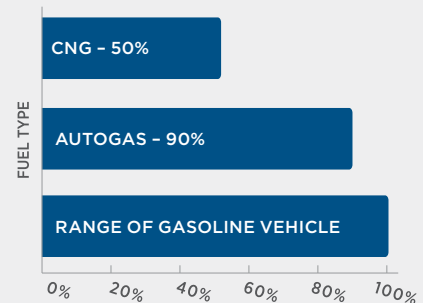 CNG – 50%
AUTOGAS – 90%
RANGE OF GASOLINE VEHICLE
FUEL TYPE
0% 20% 40% 60% 80% 100%